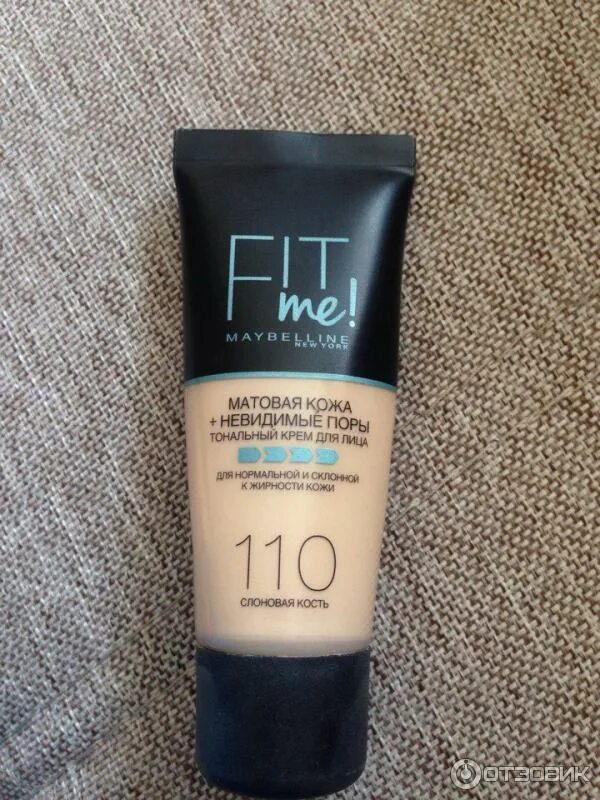 FIT
me!
MAYBELLINE
NEW YORK
МАТОВАЯ КОЖА
+ НЕВИДИМЫЕ ПОРЫ
ТОНАЛЬНЫЙ КРЕМ ДЛЯ ЛИЦА
ДЛЯ НОРМАЛЬНОЙ И СКЛОННОЙ
К ЖИРНОСТИ КОЖИ
110
СЛОНОВАЯ КОСТЬ
ОТЗОВИК